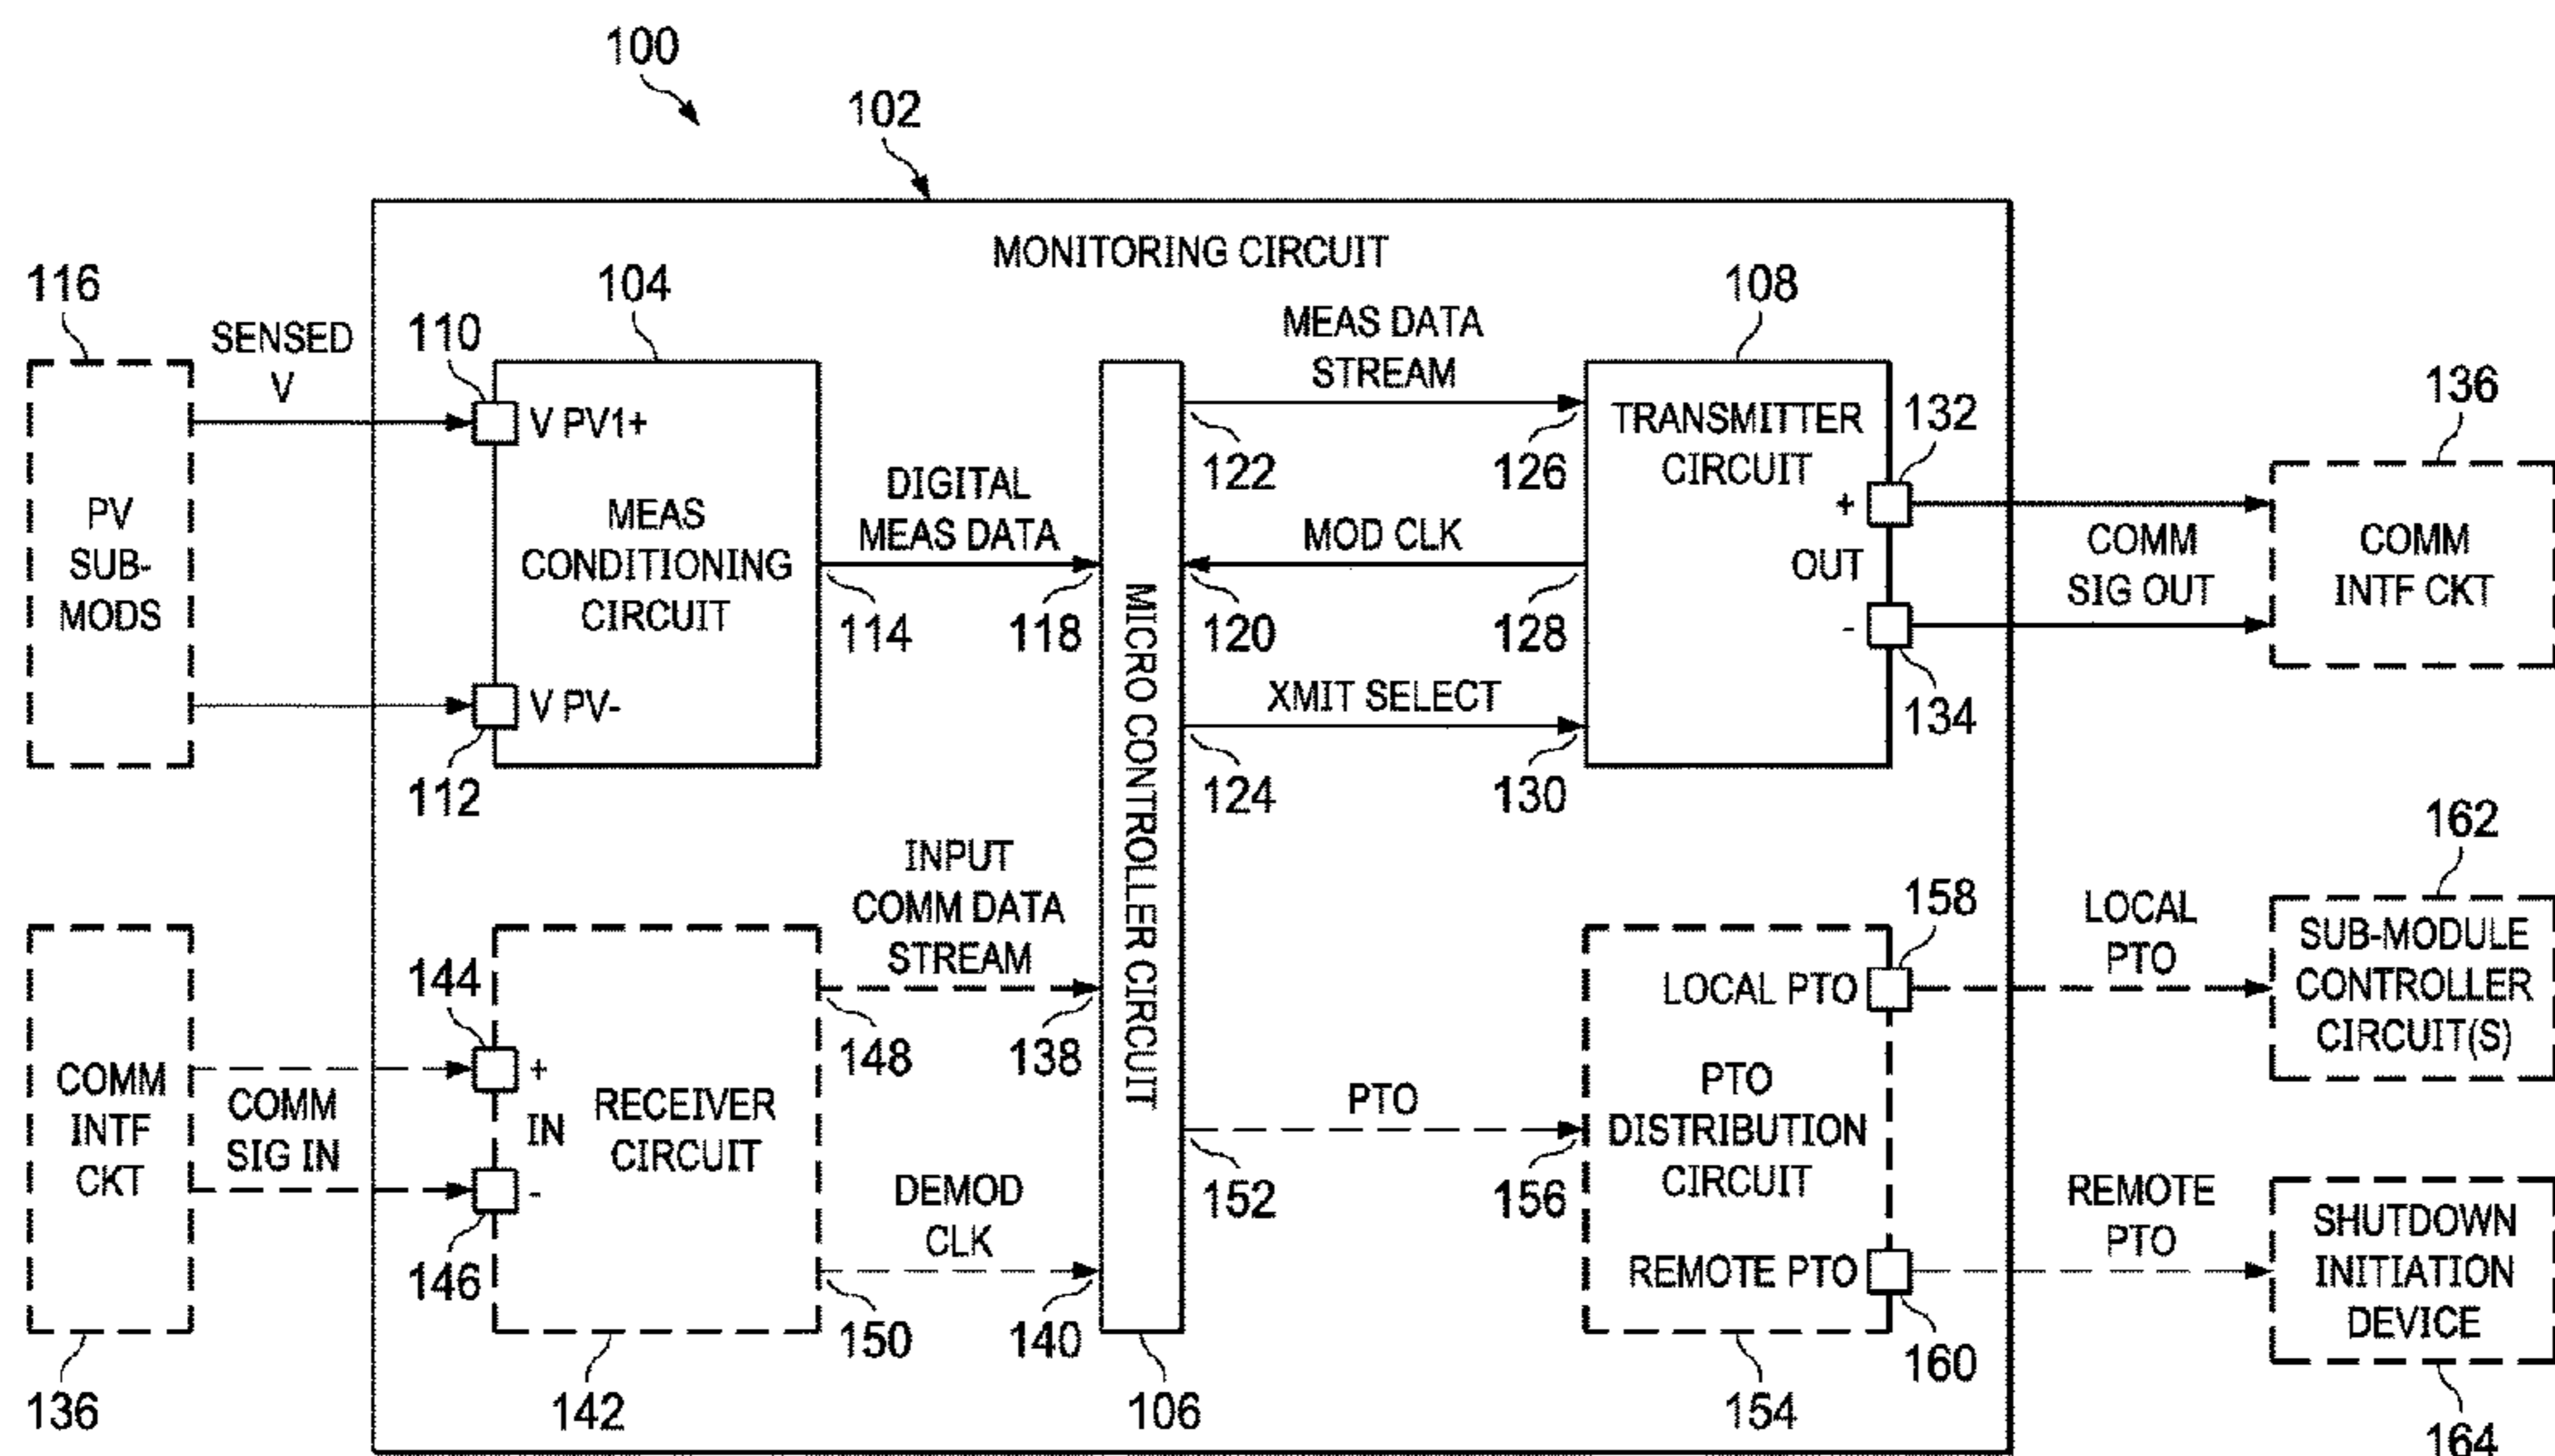 100
102
MONITORING CIRCUIT
116
SENSED
V
110
104
V PV1+
PV
SUB-
MODS
MEAS
CONDITIONING
CIRCUIT
V PV-
112
DIGITAL
MEAS DATA
114
118
MEAS DATA
STREAM
122
126
MOD CLK
120
128
XMIT SELECT
124
130
108
TRANSMITTER
CIRCUIT
132
+
OUT
-
134
COMM
SIG OUT
136
COMM
INTF CKT
MICRO CONTROLLER CIRCUIT
106
COMM
INTF
CKT
136
COMM
SIG IN
144
+
IN
-
146
RECEIVER
CIRCUIT
142
INPUT
COMM DATA
STREAM
148
138
DEMOD
CLK
150
140
PTO
152
156
LOCAL PTO
158
PTO
DISTRIBUTION
CIRCUIT
REMOTE PTO
160
154
LOCAL
PTO
162
SUB-MODULE
CONTROLLER
CIRCUIT(S)
REMOTE
PTO
SHUTDOWN
INITIATION
DEVICE
164